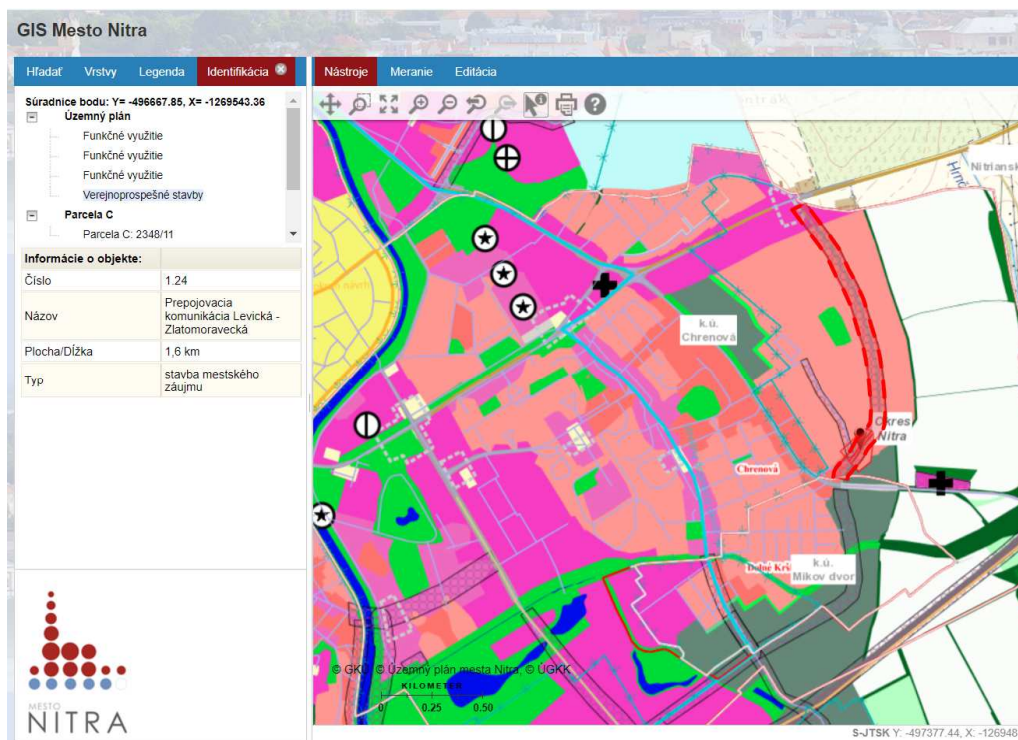 GIS Mesto Nitra
Hľadať Vrstvy Legenda Identifikácia
Nástroje Meranie Editácia
Súradnice bodu: Y= -496667.85, X= -1269543.36
Územný plán
Funkčné využitie
Funkčné využitie
Funkčné využitie
Verejnoprospešné stavby
Parcela C
Parcela C: 2348/11
Informácie o objekte:
Číslo 1.24
Názov Prepojovacia
komunikácia Levická -
Zlatomoravecká
Plocha/Dĺžka 1,6 km
Typ stavba mestského
záujmu
MESTO
NITRA
Nitriansk
k.ú.
Chrenová
Okres
Nitra
Chrenová
k.ú.
Mikov dvor
© GKÚ, © Územný plán mesta Nitra, © ÚGKK
KILOMETER
0 0.25 0.50
S-JTSK Y: -497377.44, X: -126948